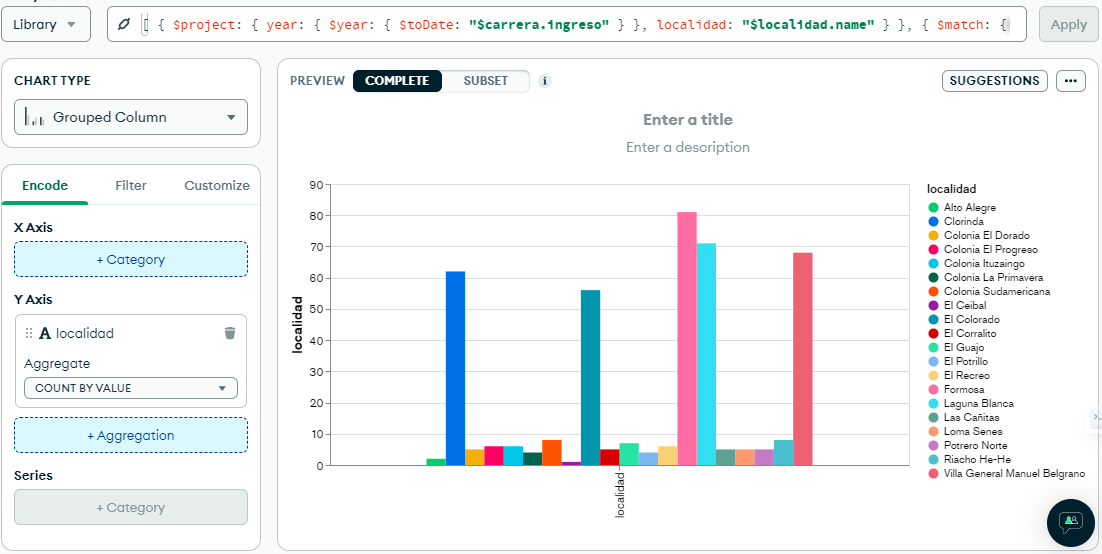 Library
[ { $project: { year: { $year: { $toDate: "$carrera.ingreso" } }, localidad: "$localidad.name" } }, { $match: {
Apply
CHART TYPE
Grouped Column
Encode
Filter
Customize
X Axis
+ Category
Y Axis
A localidad
Aggregate
COUNT BY VALUE
+ Aggregation
Series
+ Category
PREVIEW
COMPLETE
SUBSET
i
SUGGESTIONS
...
Enter a title
Enter a description
localidad
90
80
70
60
50
40
30
20
10
0
localidad
localidad
Alto Alegre
Clorinda
Colonia El Dorado
Colonia El Progreso
Colonia Ituzaingo
Colonia La Primavera
Colonia Sudamericana
El Ceibal
El Colorado
El Corralito
El Guajo
El Potrillo
El Recreo
Formosa
Laguna Blanca
Las Cañitas
Loma Senes
Potrero Norte
Riacho He-He
Villa General Manuel Belgrano